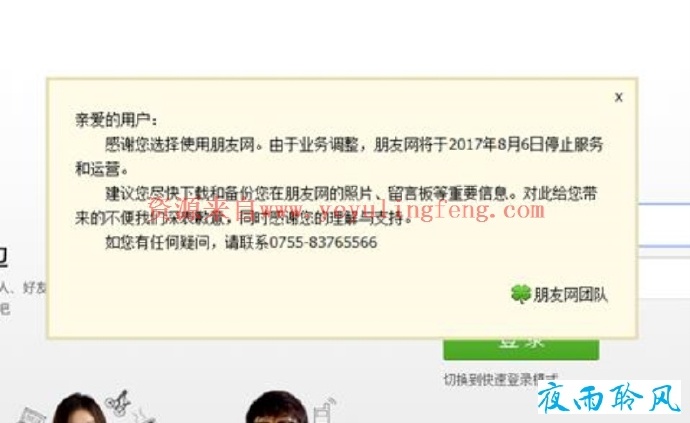 x
亲爱的用户：
感谢您选择使用朋友网。由于业务调整，朋友网将于2017年8月6日停止服务
和运营。
建议您尽快下载和备份您在朋友网的照片、留言板等重要信息。对此给您带
来的不便我们深表歉意，同时感谢您的理解与支持。
资源来自www.yeyulingfeng.com
如您有任何疑问，请联系0755-83765566
朋友网团队
人、好友
吧
登录
切换到快速登录模式
夜雨聆风